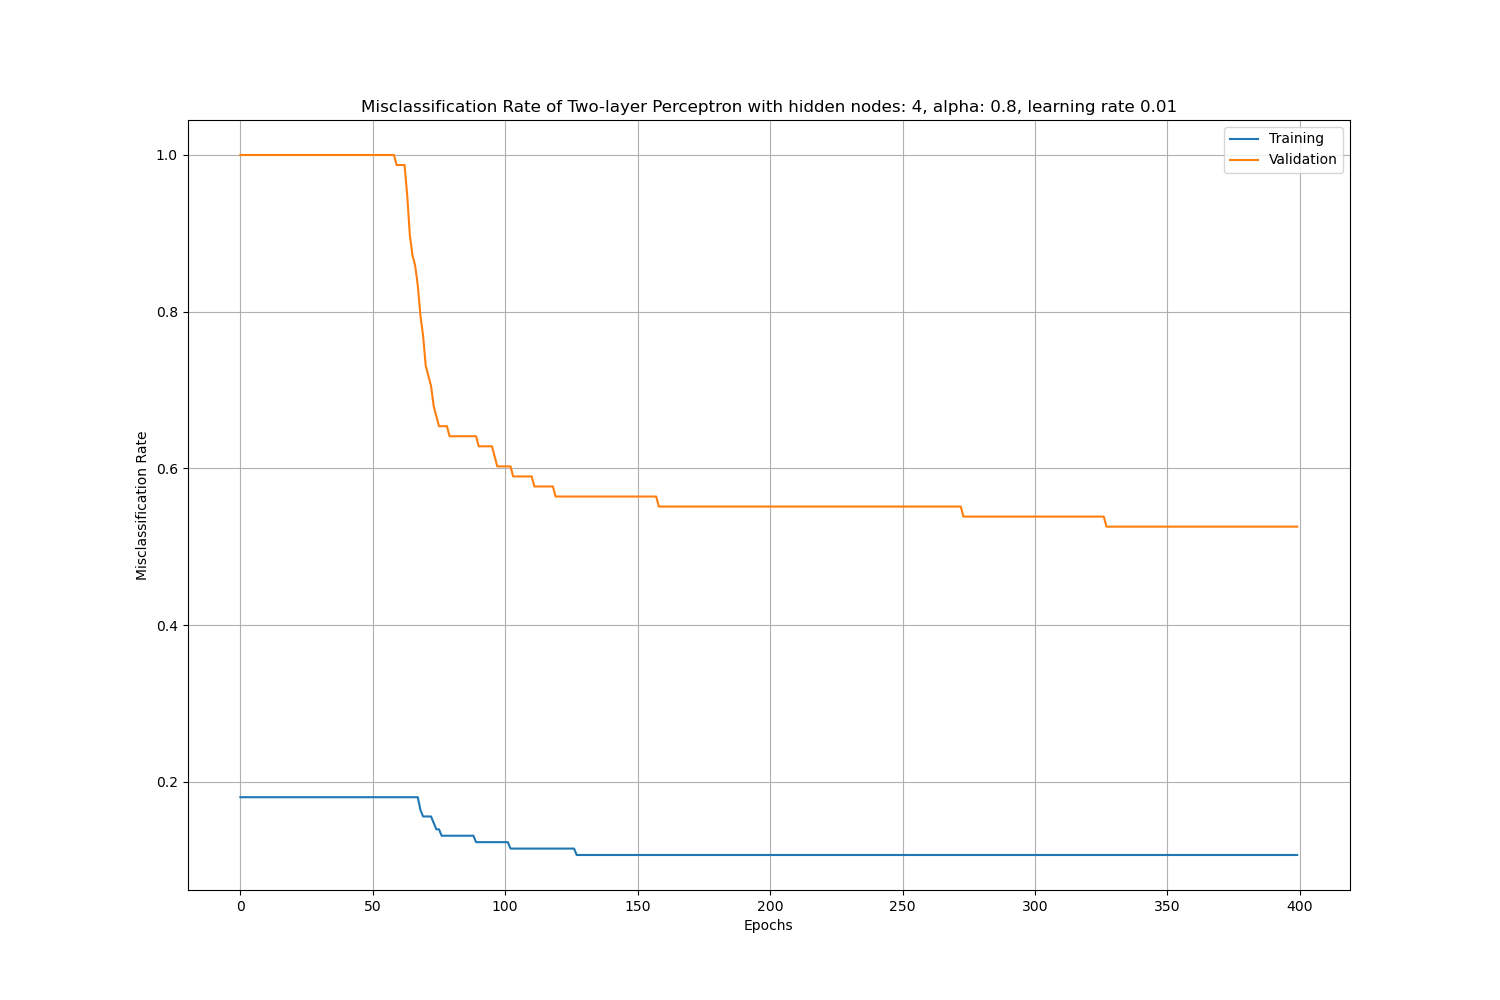 Misclassification Rate of Two-layer Perceptron with hidden nodes: 4, alpha: 0.8, learning rate 0.01
Training
Validation
1.0
0.8
0.6
0.4
0.2
Misclassification Rate
0 50 100 150 200 250 300 350 400
Epochs